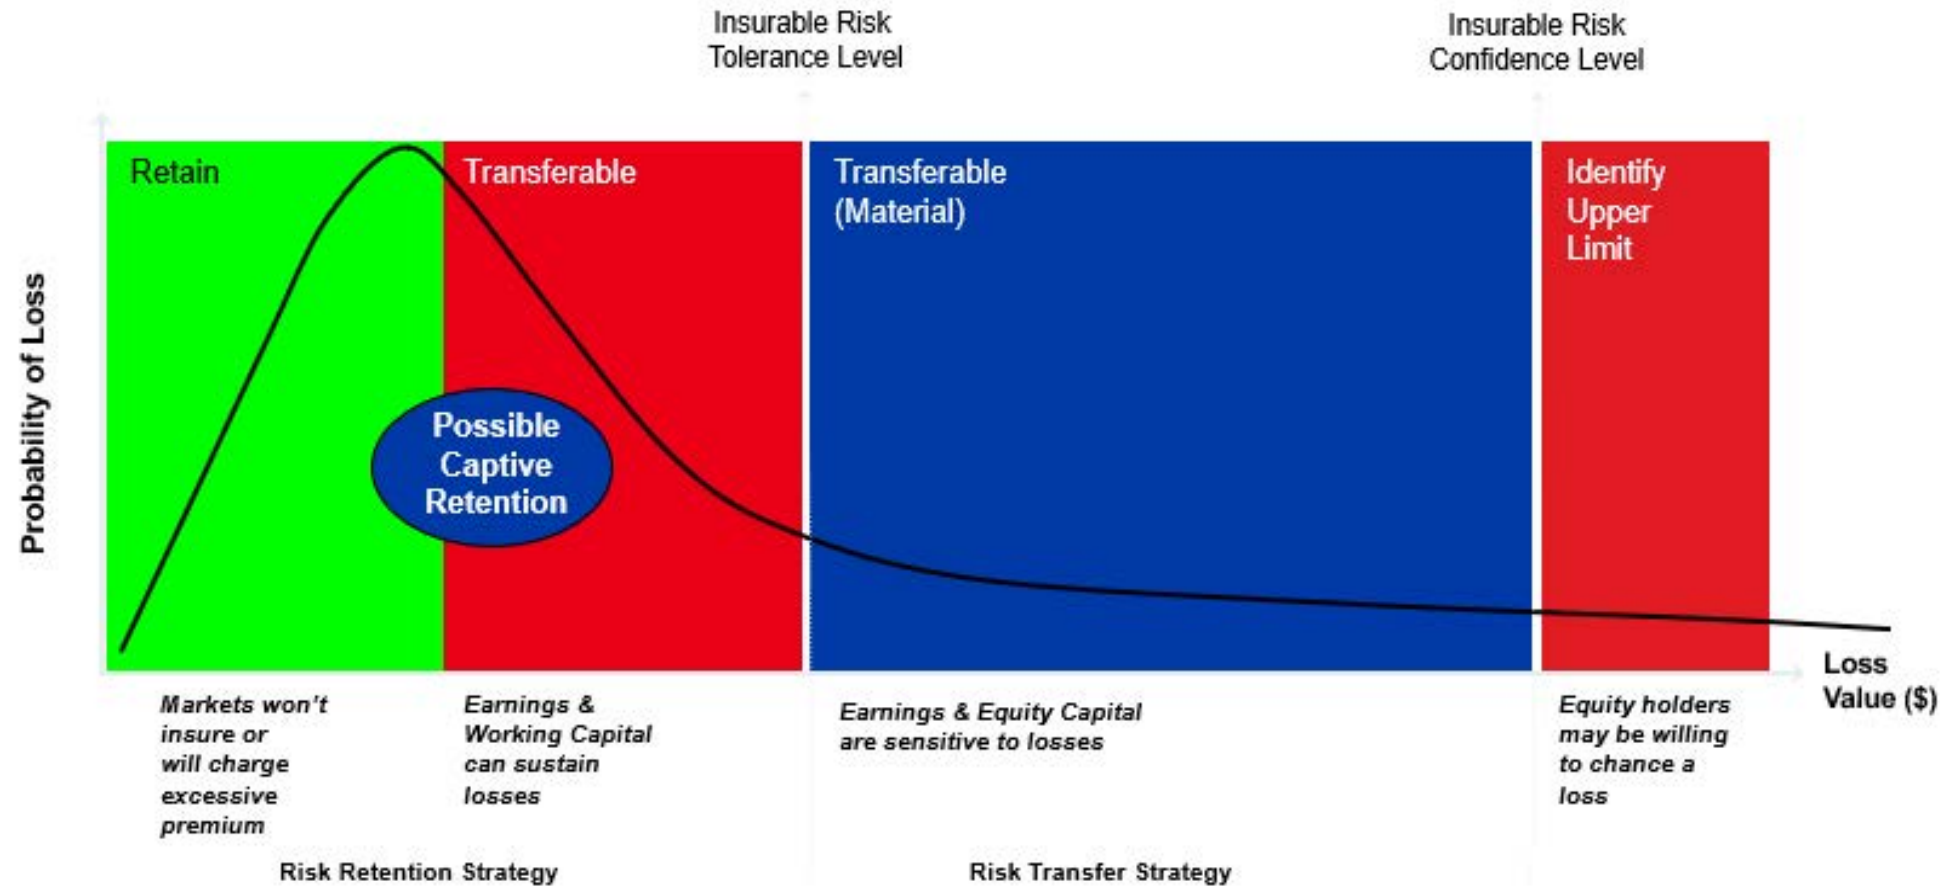 Insurable Risk
Tolerance Level
Insurable Risk
Confidence Level
Retain
Transferable
Transferable
(Material)
Identify
Upper
Limit
Probability of Loss
Possible
Captive
Retention
Loss
Value ($)
Markets won't
insure or
will charge
excessive
premium
Earnings &
Working Capital
can sustain
losses
Earnings & Equity Capital
are sensitive to losses
Equity holders
may be willing
to chance a
loss
Risk Retention Strategy
Risk Transfer Strategy